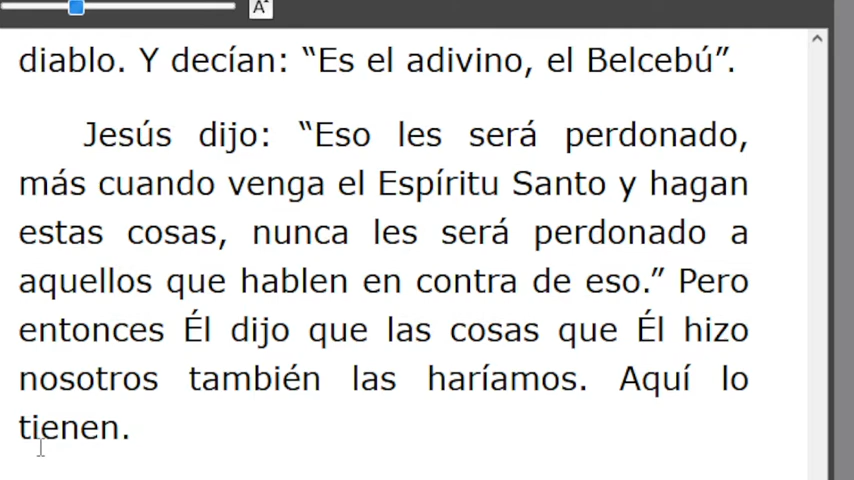 A
diablo. Y decían: “Es el adivino, el Belcebú”.
Jesús dijo: “Eso les será perdonado,
más cuando venga el Espíritu Santo y hagan
estas cosas, nunca les será perdonado a
aquellos que hablen en contra de eso.” Pero
entonces Él dijo que las cosas que Él hizo
nosotros también las haríamos. Aquí lo
tienen.